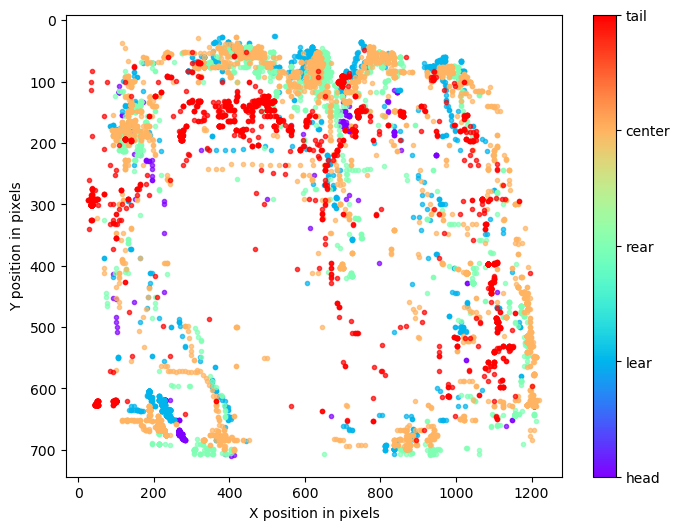 0
100
200
300
400
500
600
700
Y position in pixels
0 200 400 600 800 1000 1200
X position in pixels
tail
center
rear
lear
head